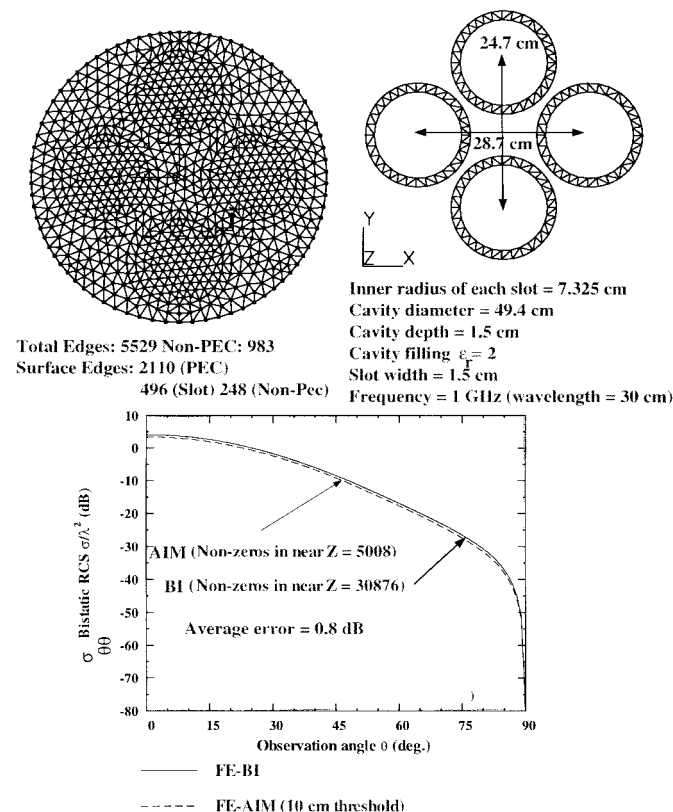 24.7 cm
28.7 cm
Y
Z X
Total Edges: 5529 Non-PEC: 983
Surface Edges: 2110 (PEC)
496 (Slot) 248 (Non-Pec)
Inner radius of each slot = 7.325 cm
Cavity diameter = 49.4 cm
Cavity depth = 1.5 cm
Cavity filling εr = 2
Slot width = 1.5 cm
Frequency = 1 GHz (wavelength = 30 cm)
10
0
-10
-20
-30
-40
-50
-60
-70
-80
σθθ Bistatic RCS σ/λ² (dB)
AIM (Non-zeros in near Z = 5008)
BI (Non-zeros in near Z = 30876)
Average error = 0.8 dB
)
0 15 30 45 60 75 90
Observation angle θ (deg.)
FE-BI
FE-AIM (10 cm threshold)